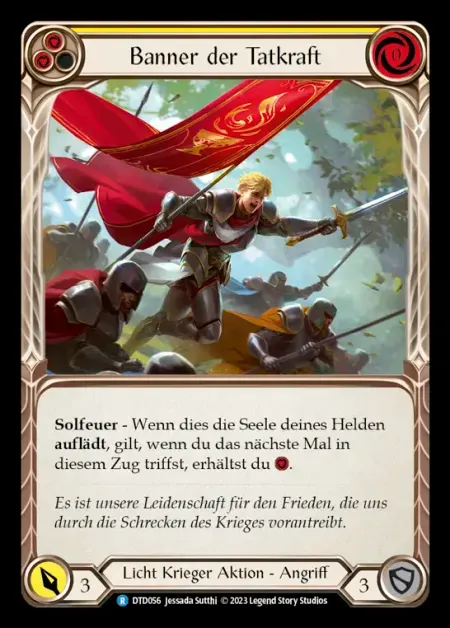 Banner der Tatkraft
0
Solfeuer - Wenn dies die Seele deines Helden
auflädt, gilt, wenn du das nächste Mal in
diesem Zug triffst, erhältst du .
Es ist unsere Leidenschaft für den Frieden, die uns
durch die Schrecken des Krieges vorantreibt.
3
Licht Krieger Aktion - Angriff
3
R DTD056 Jessada Sutthi © 2023 Legend Story Studios